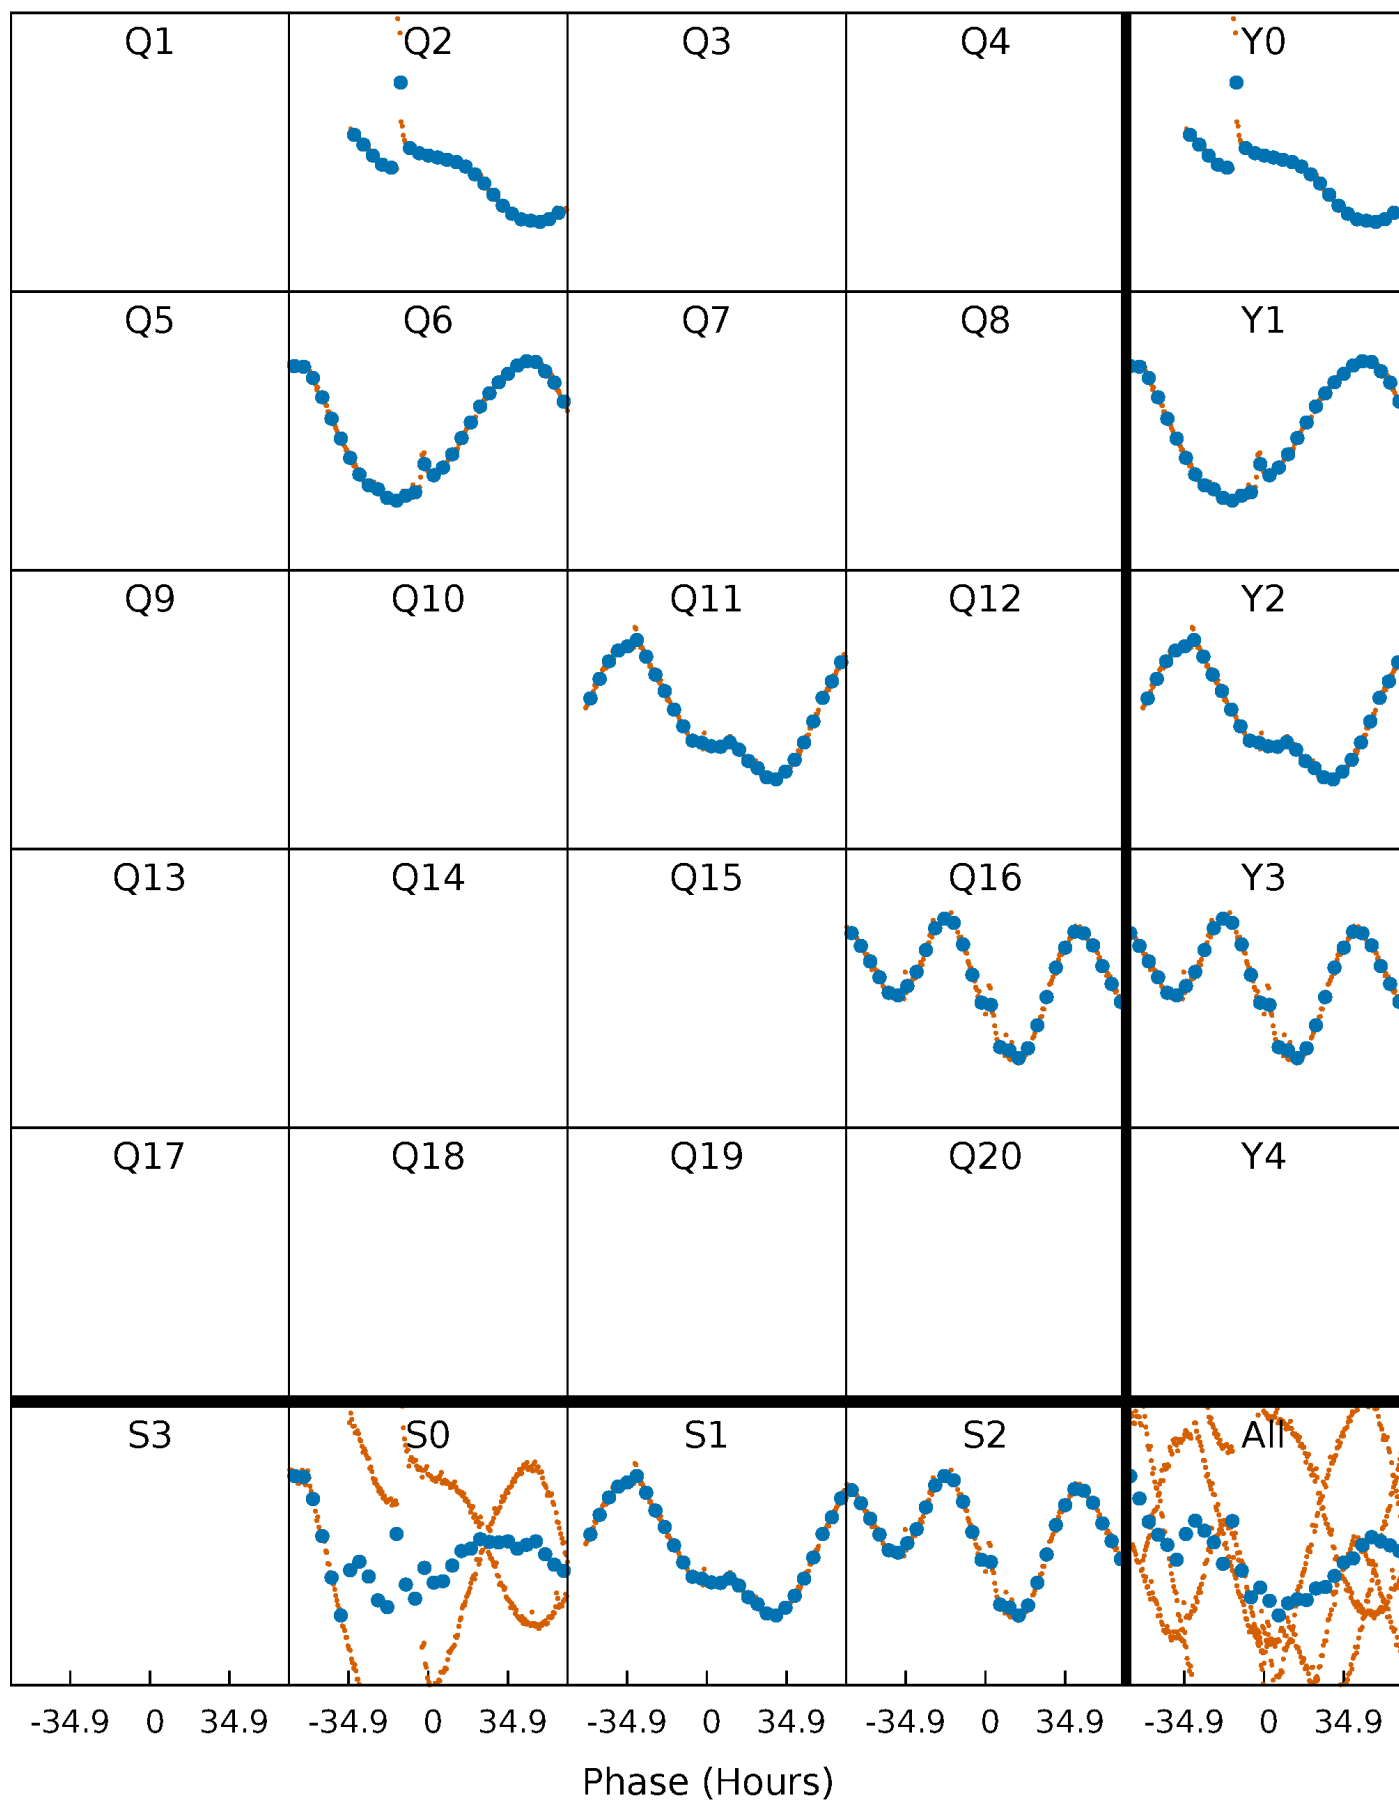 Q1 Q2 Q3 Q4 Y0
Q5 Q6 Q7 Q8 Y1
Q9 Q10 Q11 Q12 Y2
Q13 Q14 Q15 Q16 Y3
Q17 Q18 Q19 Q20 Y4
S3 S0 S1 S2 All
-34.9 0 34.9 -34.9 0 34.9 -34.9 0 34.9 -34.9 0 34.9 -34.9 0 34.9
Phase (Hours)